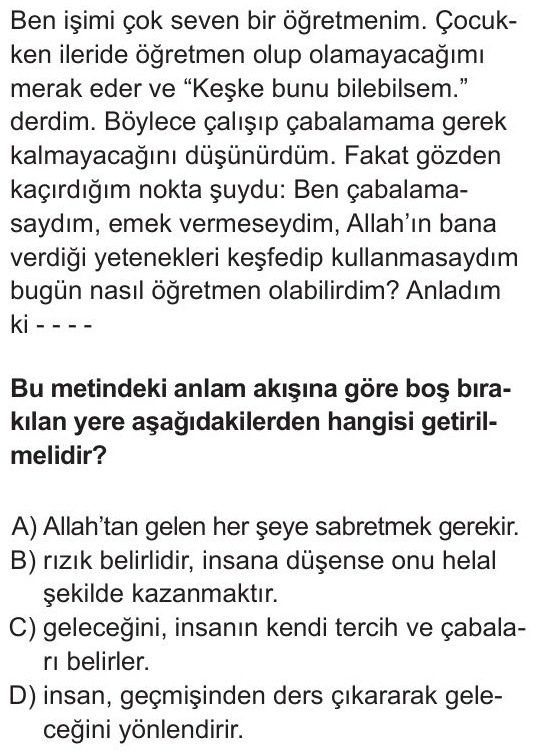 Ben işimi çok seven bir öğretmenim. Çocuk-
ken ileride öğretmen olup olamayacağımı
merak eder ve “Keşke bunu bilebilsem.”
derdim. Böylece çalışıp çabalamama gerek
kalmayacağını düşünürdüm. Fakat gözden
kaçırdığım nokta şuydu: Ben çabalama-
saydım, emek vermeseydim, Allah’ın bana
verdiği yetenekleri keşfedip kullanmasaydım
bugün nasıl öğretmen olabilirdim? Anladım
ki - - - -
Bu metindeki anlam akışına göre boş bıra-
kılan yere aşağıdakilerden hangisi getiril-
melidir?
A) Allah’tan gelen her şeye sabretmek gerekir.
B) rızık belirlidir, insana düşense onu helal
şekilde kazanmaktır.
C) geleceğini, insanın kendi tercih ve çabala-
rı belirler.
D) insan, geçmişinden ders çıkararak gele-
ceğini yönlendirir.